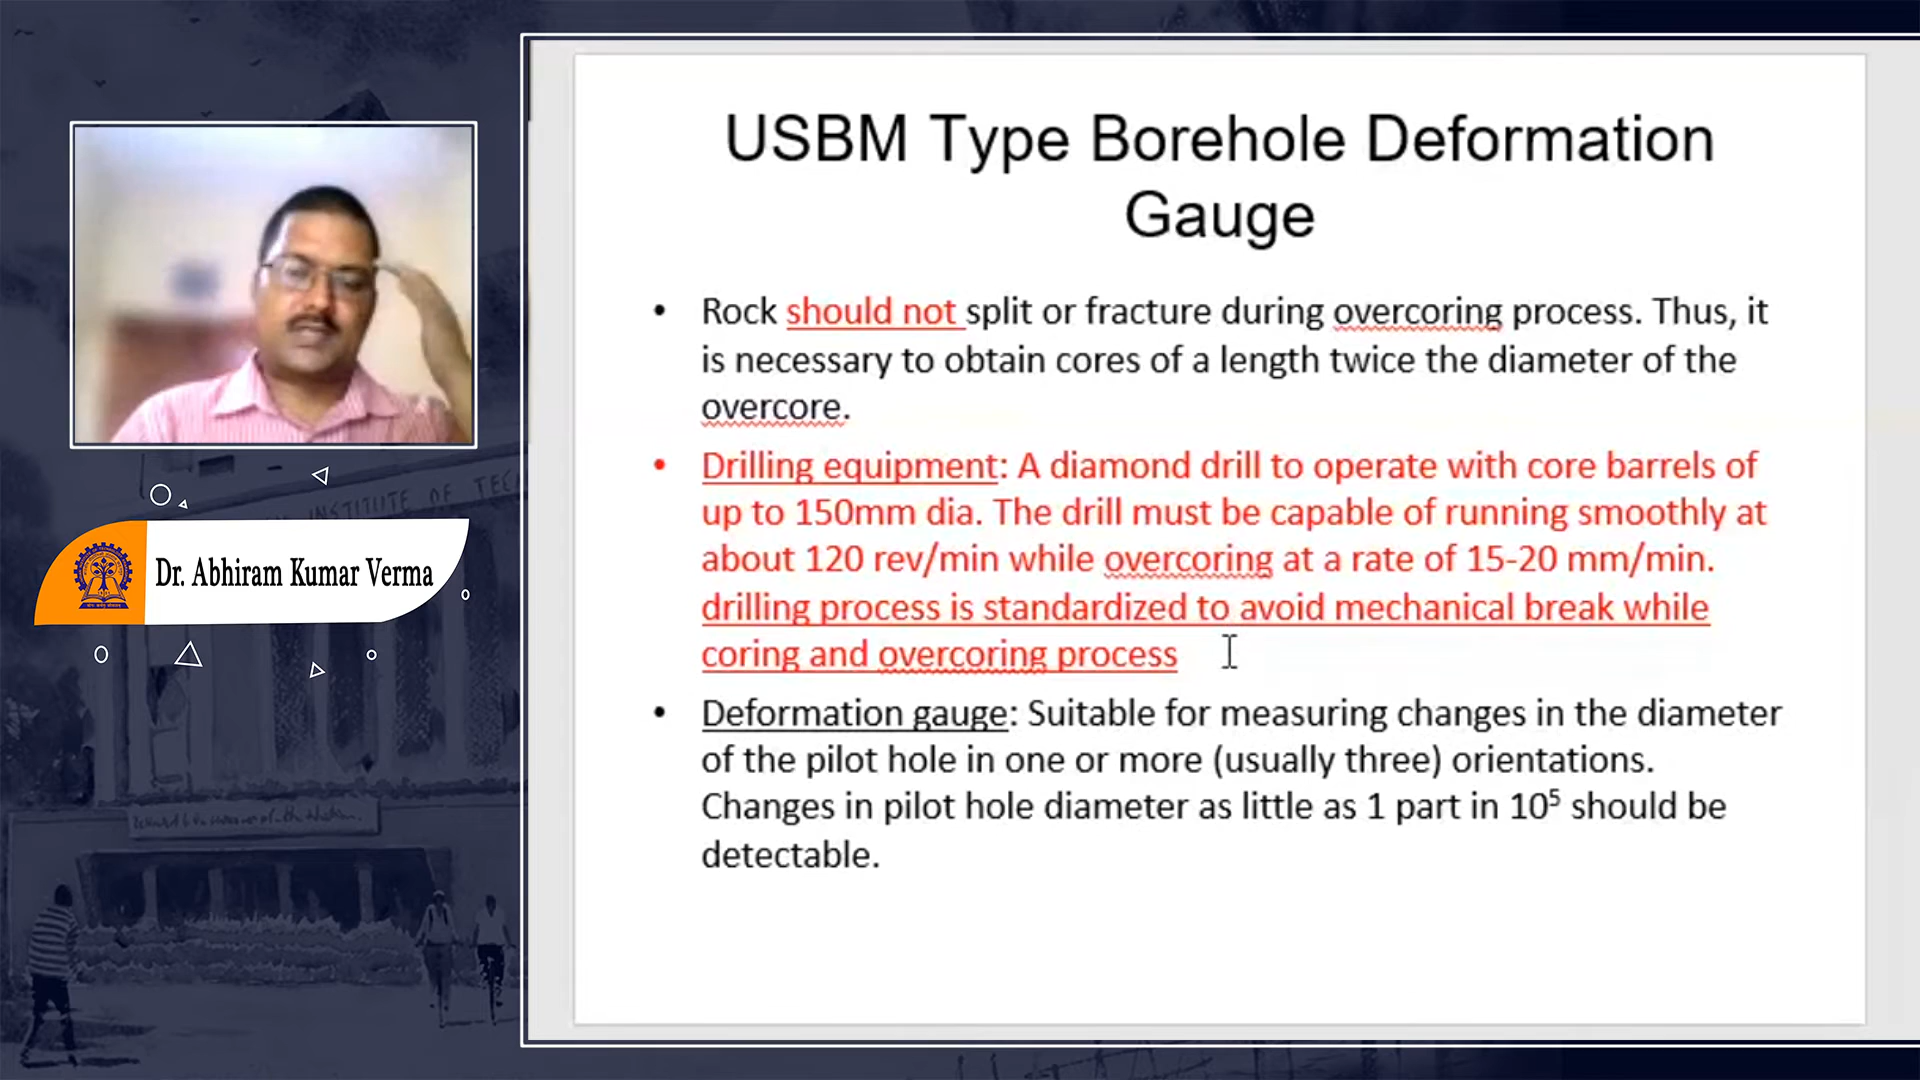 USBM Type Borehole Deformation
Gauge
• Rock should not split or fracture during overcoring process. Thus, it
is necessary to obtain cores of a length twice the diameter of the
overcore.
• Drilling equipment: A diamond drill to operate with core barrels of
up to 150mm dia. The drill must be capable of running smoothly at
about 120 rev/min while overcoring at a rate of 15-20 mm/min.
drilling process is standardized to avoid mechanical break while
coring and overcoring process
• Deformation gauge: Suitable for measuring changes in the diameter
of the pilot hole in one or more (usually three) orientations.
Changes in pilot hole diameter as little as 1 part in 10⁵ should be
detectable.
INSTITUTE OF TEC
Dr. Abhiram Kumar Verma